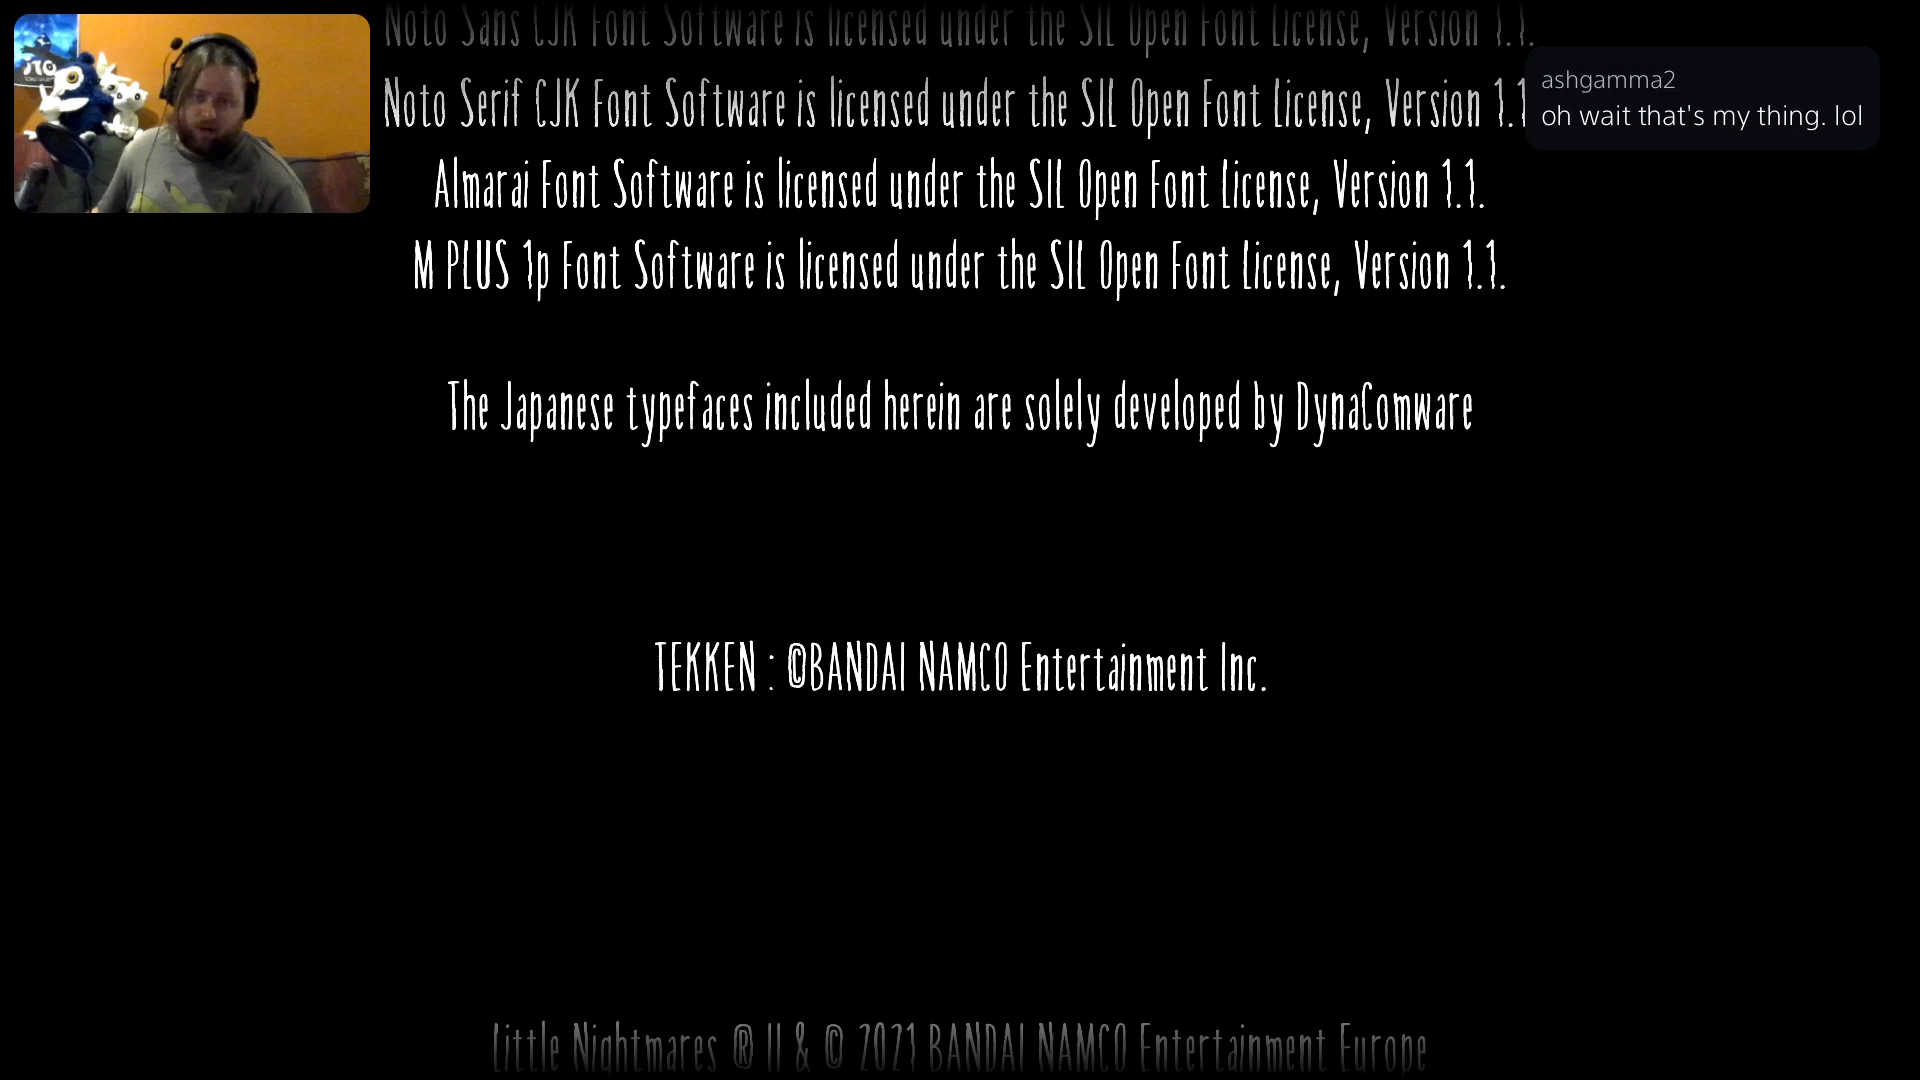 Noto Sans CJK Font Software is licensed under the SIL Open Font License, Version 1.1.
Noto Serif CJK Font Software is licensed under the SIL Open Font License, Version 1.1
ashgamma2
oh wait that's my thing. lol
Almarai Font Software is licensed under the SIL Open Font License, Version 1.1.
M PLUS 1p Font Software is licensed under the SIL Open Font License, Version 1.1.
The Japanese typefaces included herein are solely developed by DynaComware
TEKKEN : ©BANDAI NAMCO Entertainment Inc.
Little Nightmares ® II & © 2021 BANDAI NAMCO Entertainment Europe